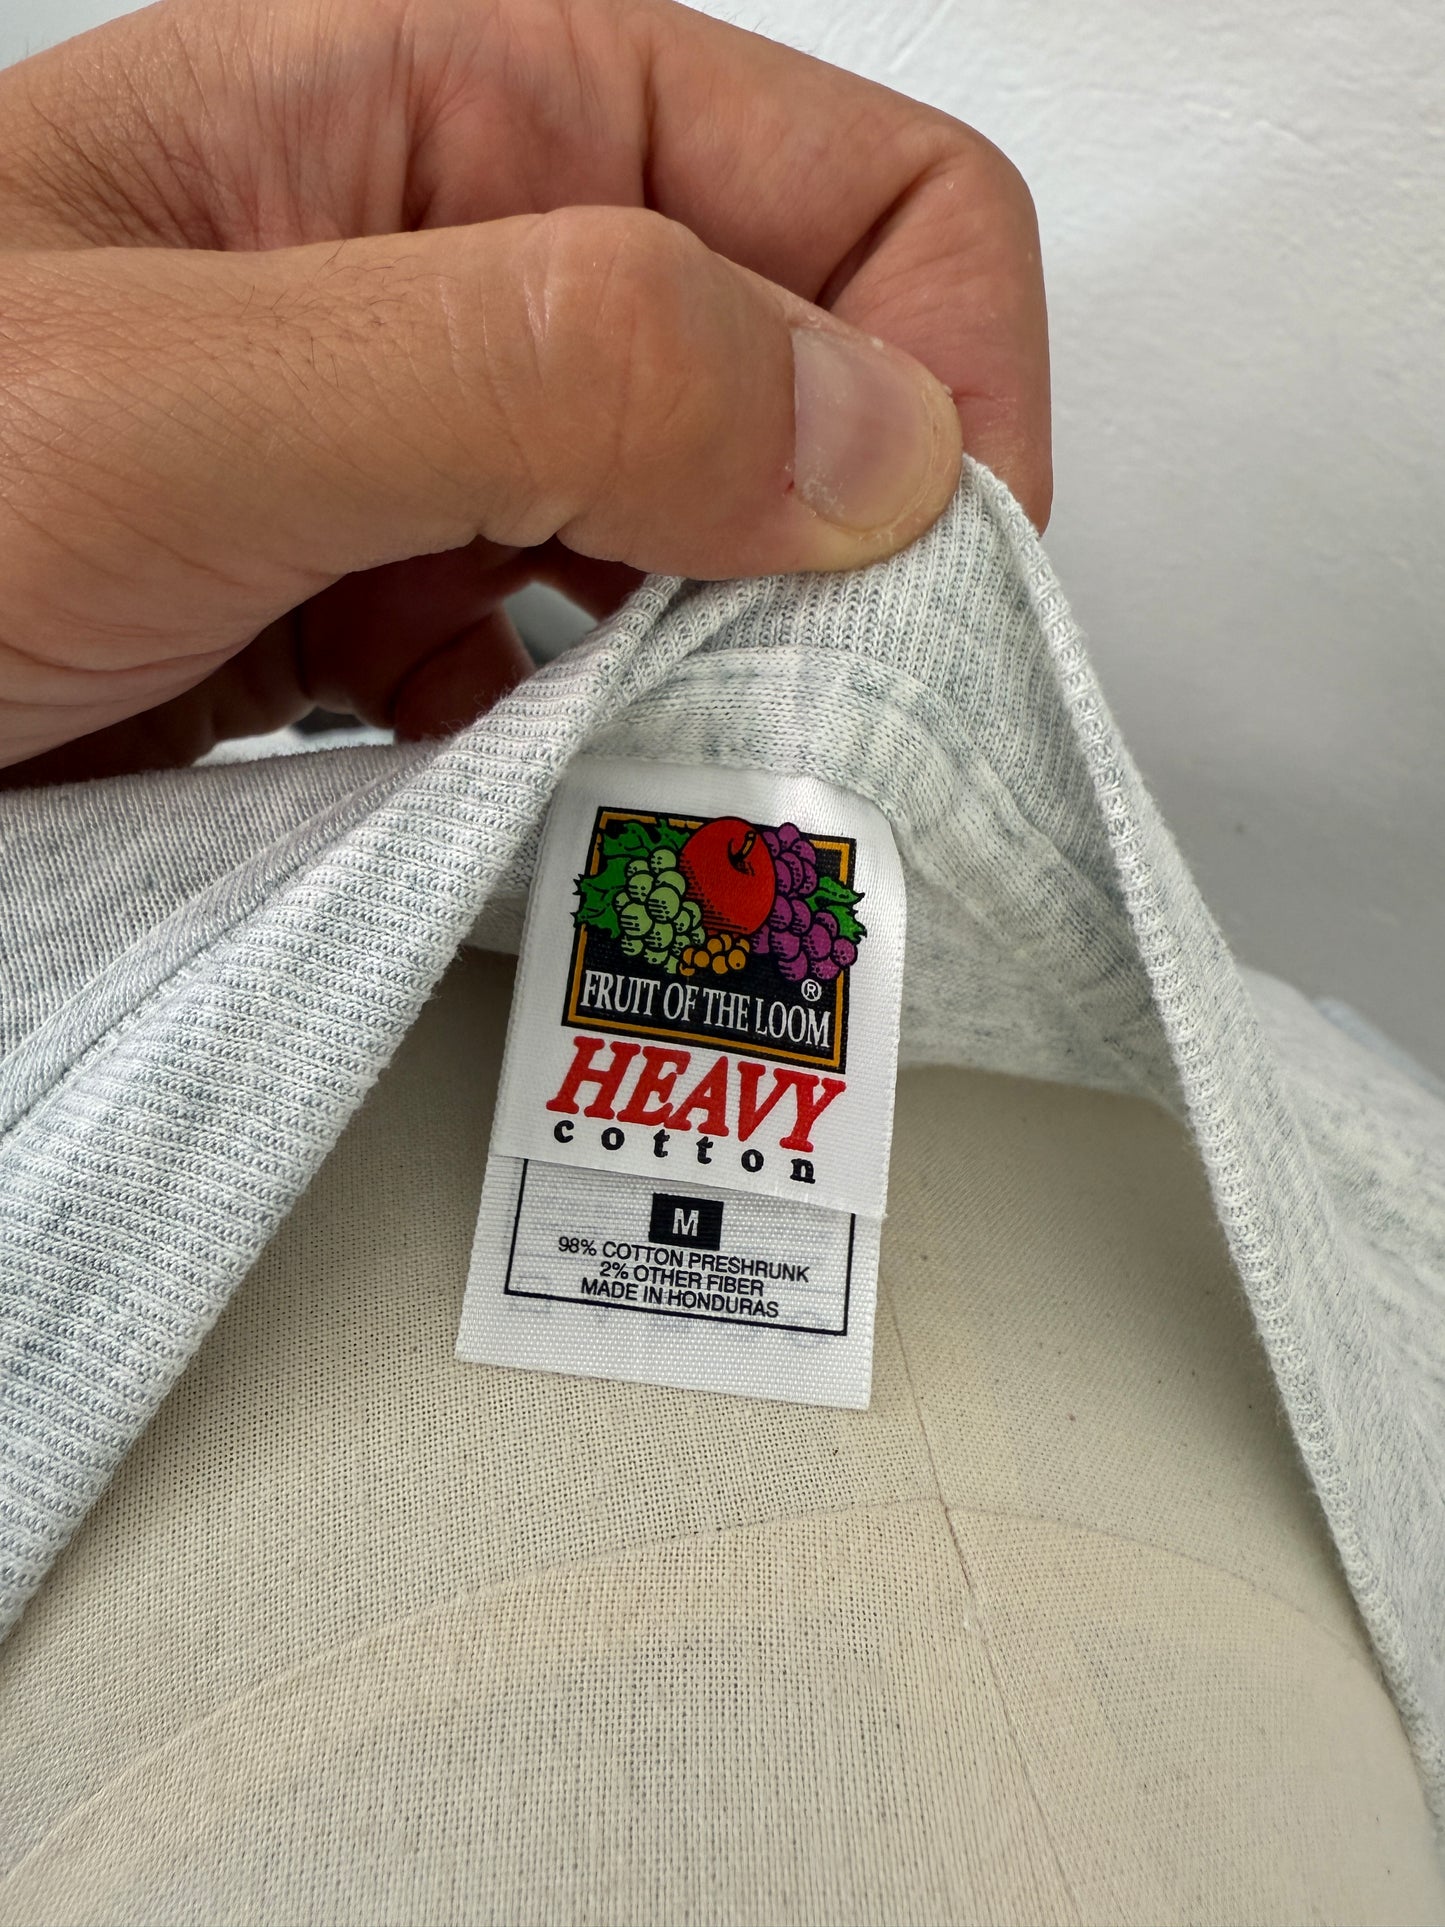 FRUIT OF THE LOOM ®
HEAVY
cotton
M
98% COTTON PRESHRUNK
2% OTHER FIBER
MADE IN HONDURAS